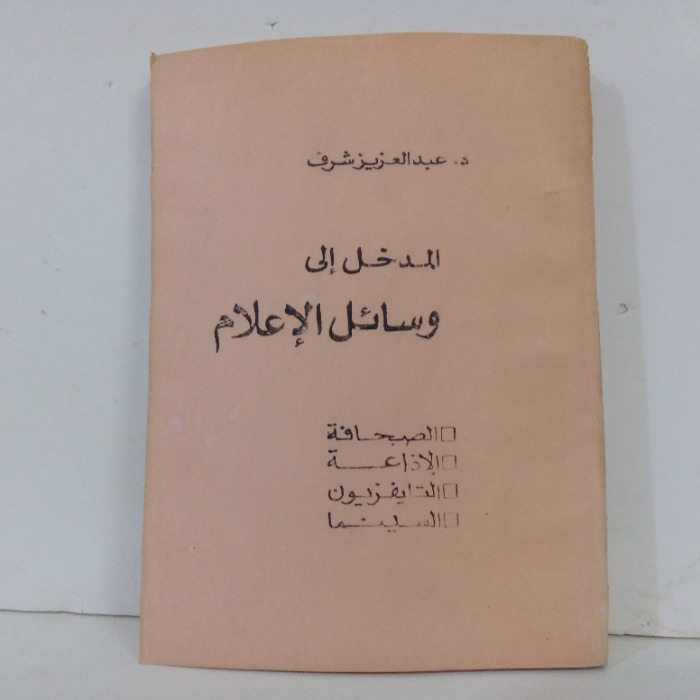 د. عبدالعزيز شرف
المدخل إلى
وسائل الإعلام
□ الصحافة
□ الإذاعة
□ التليفزيون
□ السينما